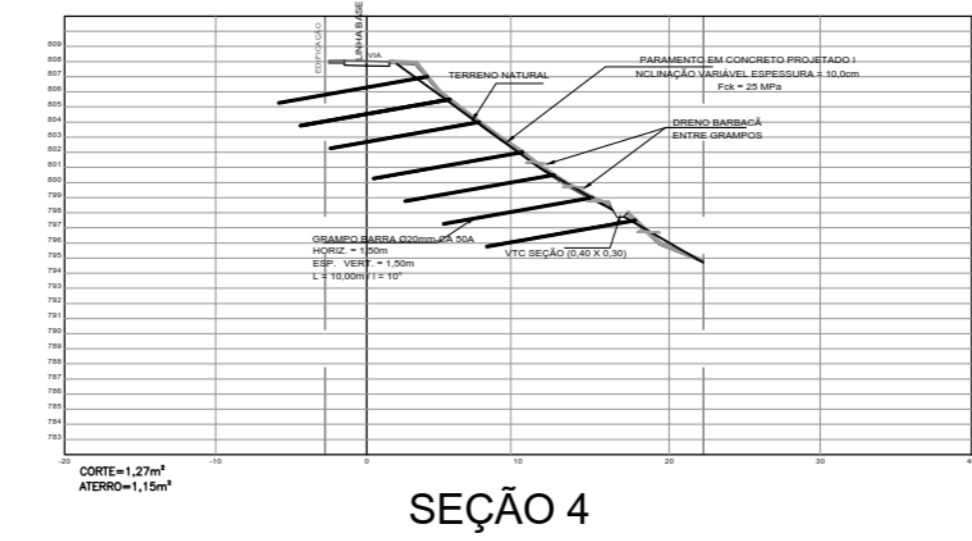 EDIFICAÇÃO
LINHA BASE
VIA
809
808
807
806
805
804
803
802
801
800
799
798
797
796
795
794
793
792
791
790
789
788
787
786
785
784
783
TERRENO NATURAL
PARAMENTO EM CONCRETO PROJETADO I
NCLINAÇÃO VARIÁVEL ESPESSURA = 10,0cm
Fck = 25 MPa
DRENO BARBACÃ
ENTRE GRAMPOS
GRAMPO BARRA Ø20mm-CA 50A
HORIZ. = 1,50m
ESP. VERT. = 1,50m
L = 10,00m / I = 10°
VTC SEÇÃO (0,40 X 0,30)
-20
-10
0
10
20
30
4
CORTE=1,27m²
ATERRO=1,15m²
SEÇÃO 4